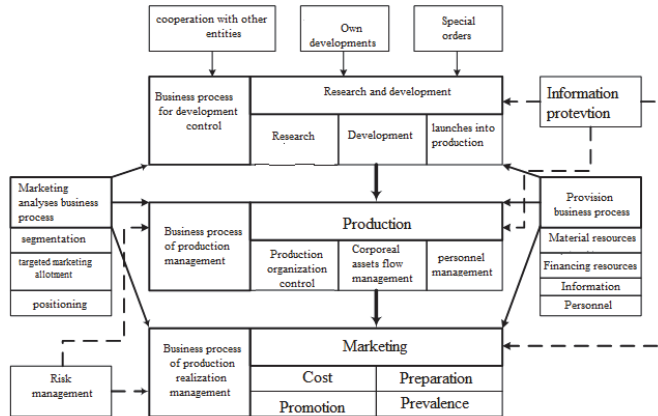 cooperation with other
entities
Own
developments
Special
orders
Business process
for development
control
Research and development
Research
Development
launches into
production
Information
protevtion
Marketing
analyses business
process
segmentation
targeted marketing
allotment
positioning
Business process
of production
management
Production
Production
organization
control
Corporeal
assets flow
management
personnel
management
Provision
business process
Material resources
Financing resources
Information
Personnel
Risk
management
Business process
of production
realization
management
Marketing
Cost
Preparation
Promotion
Prevalence